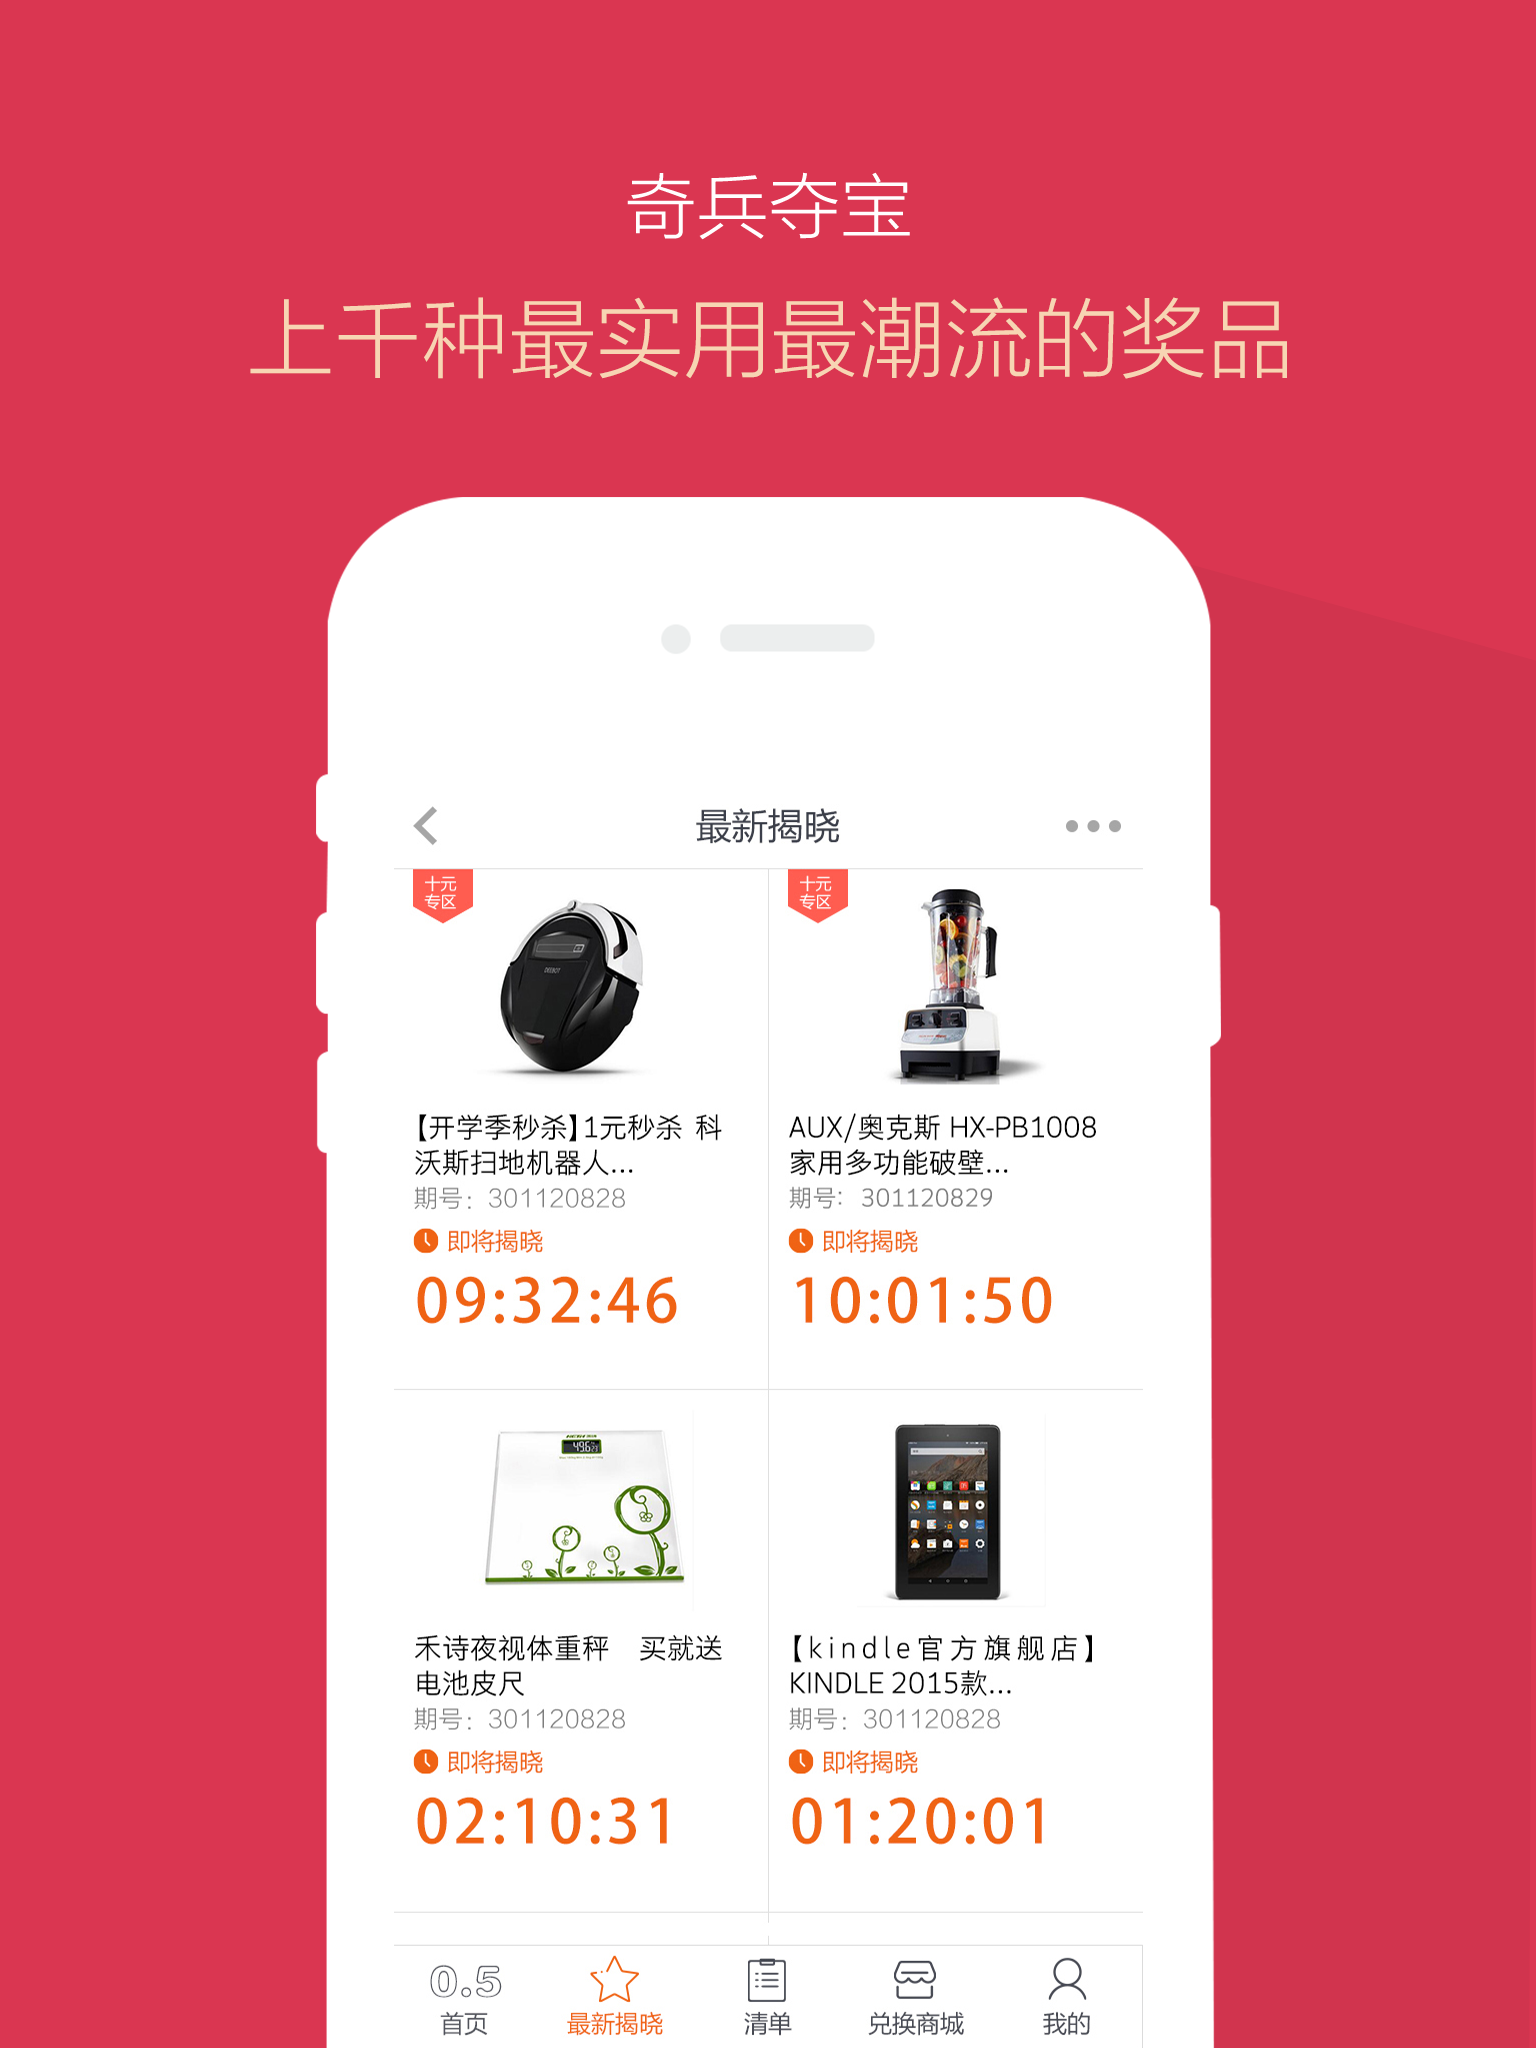 奇兵夺宝
上千种最实用最潮流的奖品
最新揭晓
十元
专区
DEEBOT
【开学季秒杀】1元秒杀 科
沃斯扫地机器人...
期号：301120828
即将揭晓
09:32:46
十元
专区
AUX/奥克斯 HX-PB1008
家用多功能破壁...
期号：301120829
即将揭晓
10:01:50
49.6
禾诗夜视体重秤 买就送
电池皮尺
期号：301120828
即将揭晓
02:10:31
【kindle官方旗舰店】
KINDLE 2015款...
期号：301120828
即将揭晓
01:20:01
0.5
首页
最新揭晓
清单
兑换商城
我的